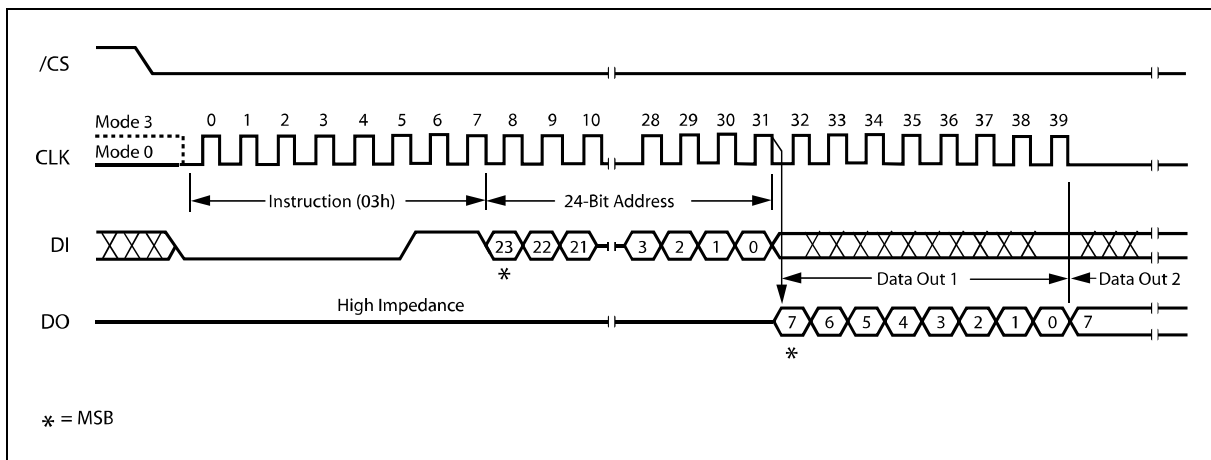 /CS
Mode 3
0 1 2 3 4 5 6 7 8 9 10 28 29 30 31 32 33 34 35 36 37 38 39
CLK
Mode 0
Instruction (03h) 24-Bit Address
DI
23 22 21 3 2 1 0
*
Data Out 1 Data Out 2
High Impedance
DO
7 6 5 4 3 2 1 0 7
*
* = MSB